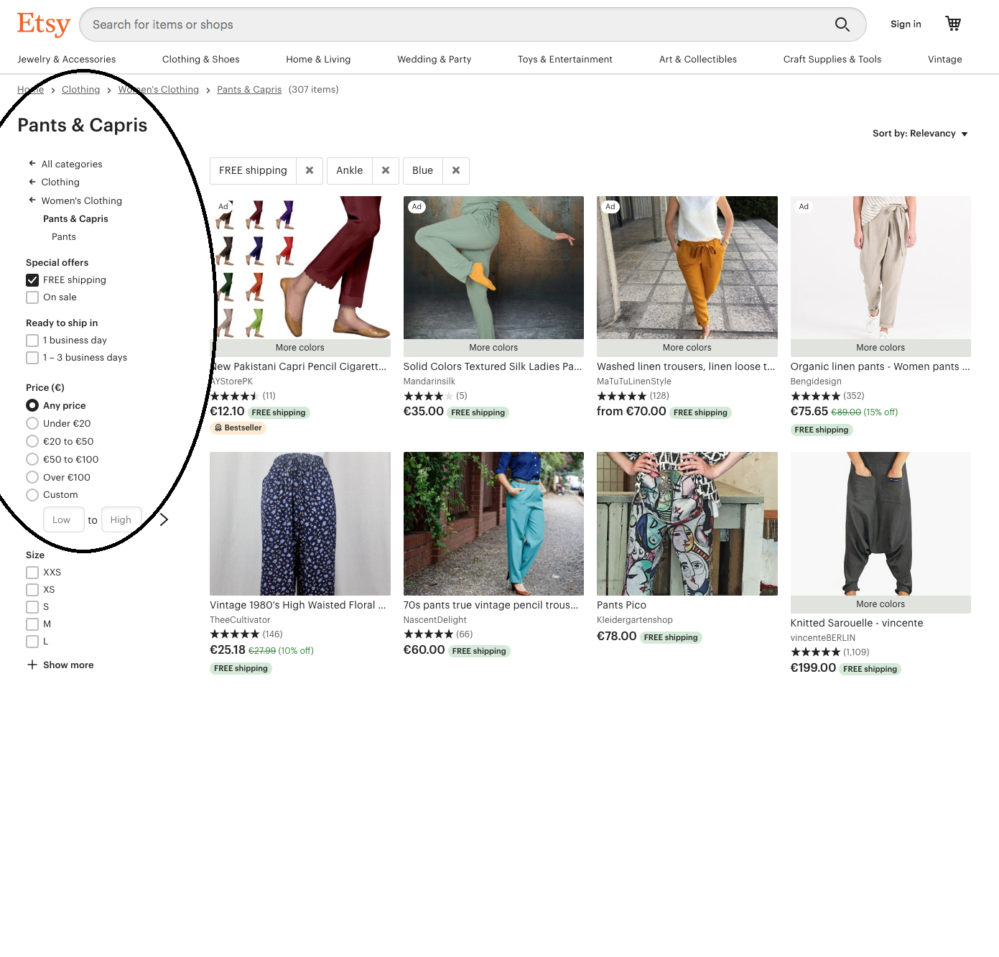 Etsy
Search for items or shops
Sign in
Jewelry & Accessories Clothing & Shoes Home & Living Wedding & Party Toys & Entertainment Art & Collectibles Craft Supplies & Tools Vintage
Home > Clothing > Women's Clothing > Pants & Capris (307 items)
Pants & Capris
Sort by: Relevancy
All categories
Clothing
Women's Clothing
Pants & Capris
Pants
Special offers
FREE shipping
On sale
Ready to ship in
1 business day
1 – 3 business days
Price (€)
Any price
Under €20
€20 to €50
€50 to €100
Over €100
Custom
Low to High
Size
XXS
XS
S
M
L
Show more
FREE shipping Ankle Blue
Ad
More colors
New Pakistani Capri Pencil Cigarett...
AYStorePK
(11)
€12.10 FREE shipping
Bestseller
Ad
More colors
Solid Colors Textured Silk Ladies Pa...
Mandarinsilk
(5)
€35.00 FREE shipping
Ad
More colors
Washed linen trousers, linen loose t...
MaTuTuLinenStyle
(128)
from €70.00 FREE shipping
Ad
More colors
Organic linen pants - Women pants ...
Bengidesign
(352)
€75.65 €89.00 (15% off)
FREE shipping
Vintage 1980's High Waisted Floral ...
TheeCultivator
(146)
€25.18 €27.99 (10% off)
FREE shipping
70s pants true vintage pencil trous...
NascentDelight
(66)
€60.00 FREE shipping
Pants Pico
Kleidergartenshop
€78.00 FREE shipping
More colors
Knitted Sarouelle - vincente
vincenteBERLIN
(1,109)
€199.00 FREE shipping